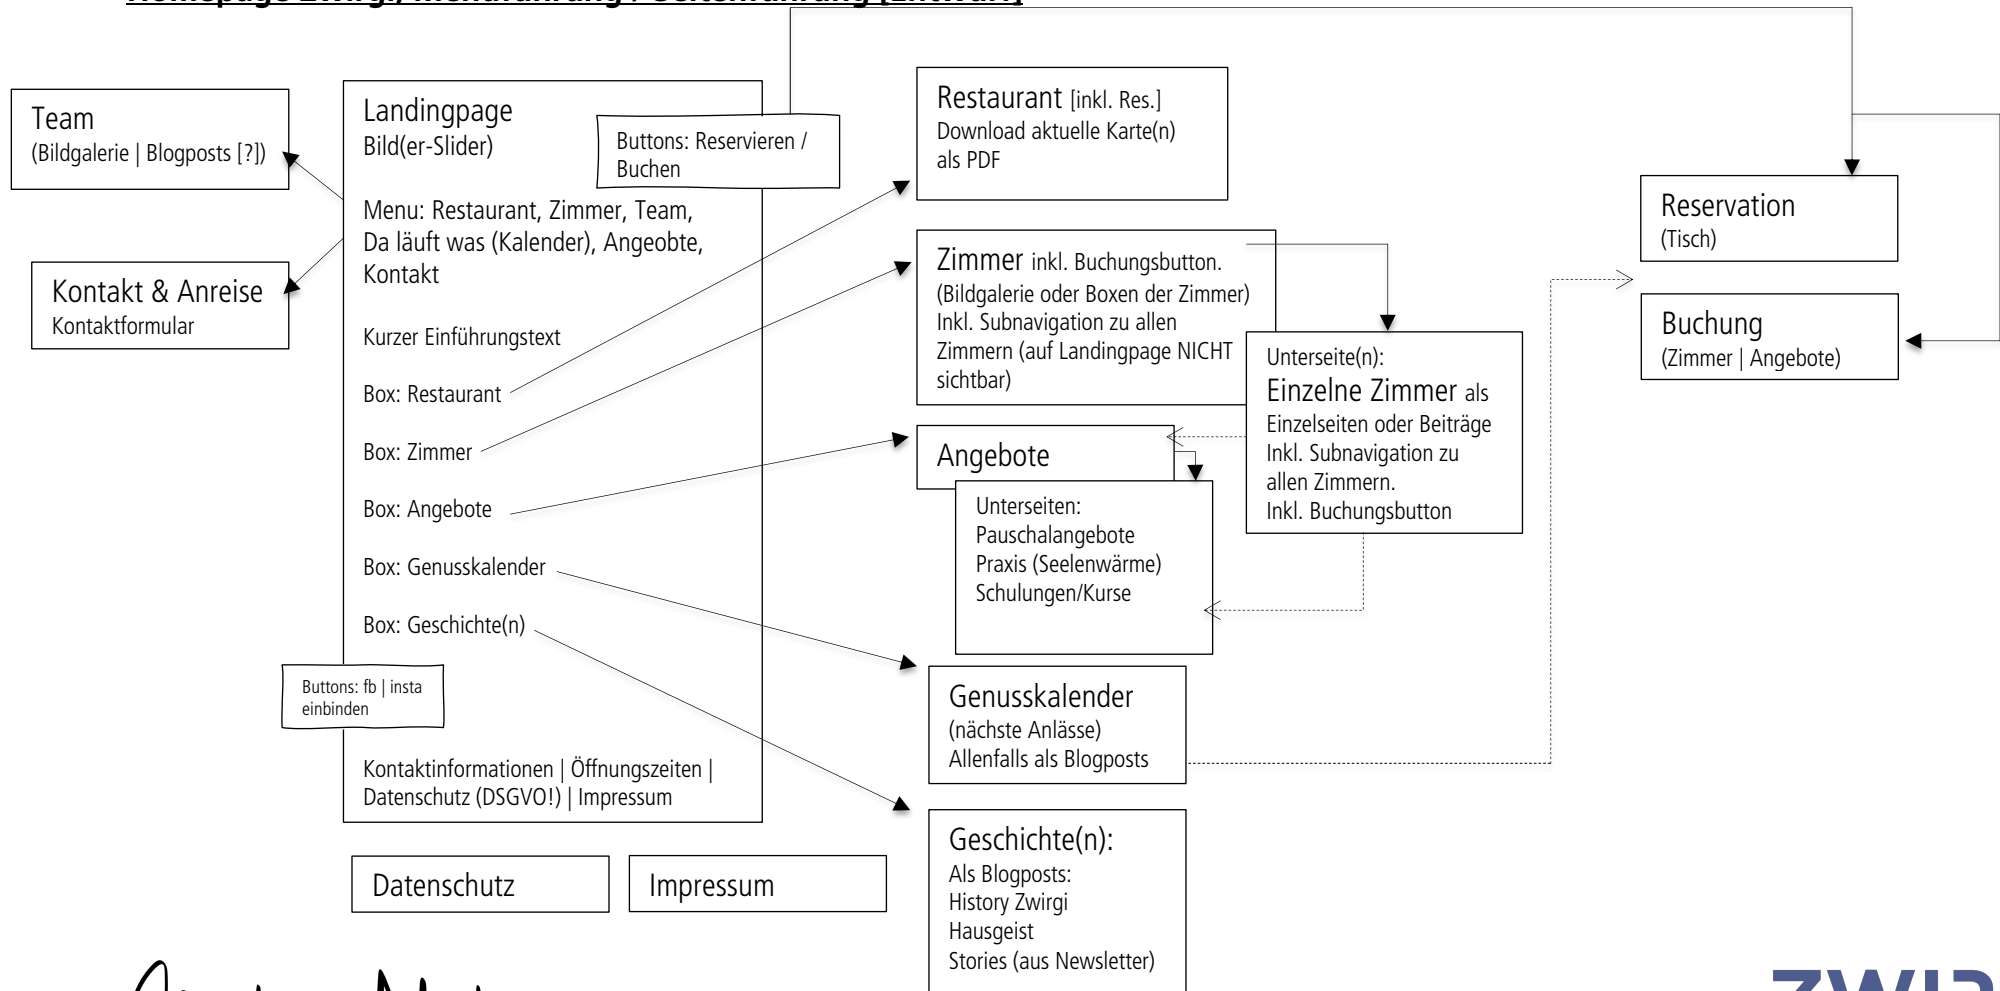 Homepage Zwirgi, Menuführung / Seitenführung [Entwurf]
Team
(Bildgalerie | Blogposts [?])
Kontakt & Anreise
Kontaktformular
Landingpage
Bild(er-Slider)
Buttons: Reservieren /
Buchen
Menu: Restaurant, Zimmer, Team,
Da läuft was (Kalender), Angeobte,
Kontakt
Kurzer Einführungstext
Box: Restaurant
Box: Zimmer
Box: Angebote
Box: Genusskalender
Box: Geschichte(n)
Buttons: fb | insta
einbinden
Kontaktinformationen | Öffnungszeiten |
Datenschutz (DSGVO!) | Impressum
Datenschutz
Impressum
Restaurant [inkl. Res.]
Download aktuelle Karte(n)
als PDF
Zimmer inkl. Buchungsbutton.
(Bildgalerie oder Boxen der Zimmer)
Inkl. Subnavigation zu allen
Zimmern (auf Landingpage NICHT
sichtbar)
Unterseite(n):
Einzelne Zimmer als
Einzelseiten oder Beiträge
Inkl. Subnavigation zu
allen Zimmern.
Inkl. Buchungsbutton
Angebote
Unterseiten:
Pauschalangebote
Praxis (Seelenwärme)
Schulungen/Kurse
Genusskalender
(nächste Anlässe)
Allenfalls als Blogposts
Geschichte(n):
Als Blogposts:
History Zwirgi
Hausgeist
Stories (aus Newsletter)
Reservation
(Tisch)
Buchung
(Zimmer | Angebote)